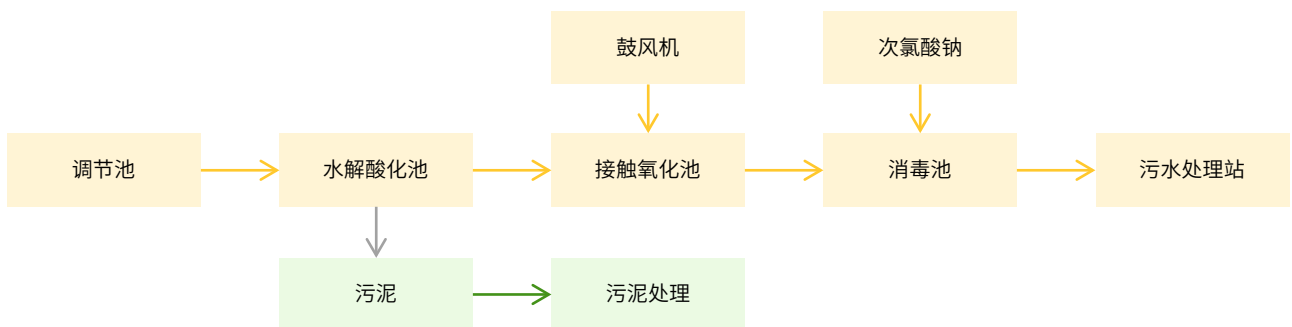 鼓风机
次氯酸钠
调节池
水解酸化池
接触氧化池
消毒池
污水处理站
污泥
污泥处理